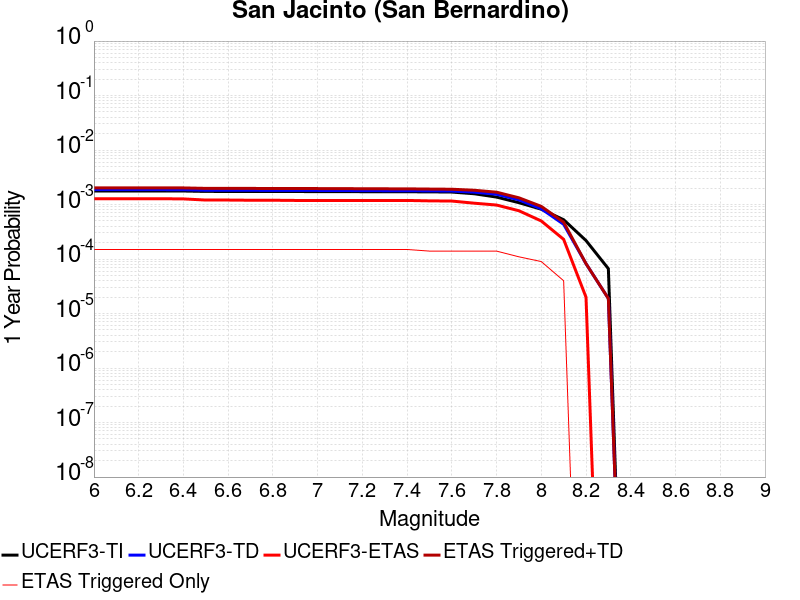 San Jacinto (San Bernardino)
10^0
10^-1
10^-2
10^-3
10^-4
10^-5
10^-6
10^-7
10^-8
1 Year Probability
6 6.2 6.4 6.6 6.8 7 7.2 7.4 7.6 7.8 8 8.2 8.4 8.6 8.8 9
Magnitude
UCERF3-TI UCERF3-TD UCERF3-ETAS ETAS Triggered+TD
ETAS Triggered Only